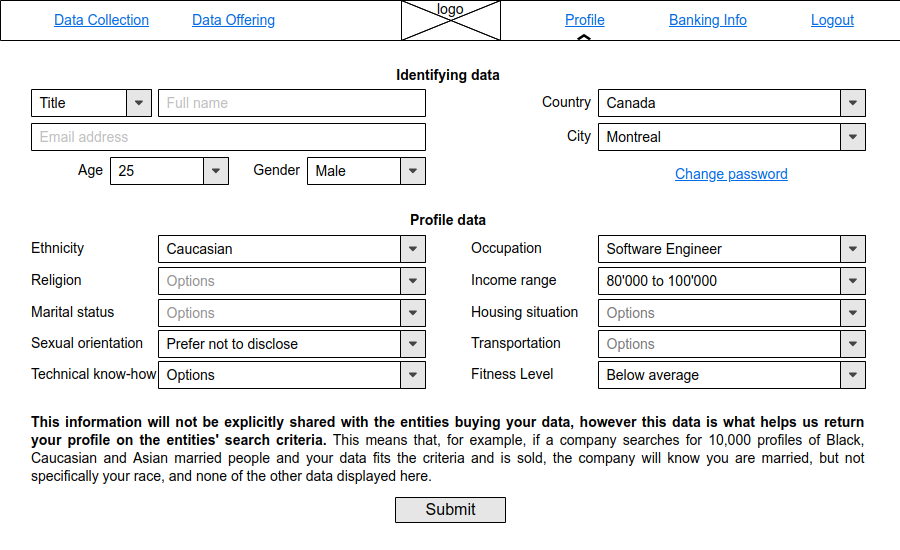 Data Collection Data Offering logo Profile Banking Info Logout
Identifying data
Title Full name Country Canada
Email address City Montreal
Age 25 Gender Male Change password
Profile data
Ethnicity Caucasian Occupation Software Engineer
Religion Options Income range 80'000 to 100'000
Marital status Options Housing situation Options
Sexual orientation Prefer not to disclose Transportation Options
Technical know-how Options Fitness Level Below average
This information will not be explicitly shared with the entities buying your data, however this data is what helps us return
your profile on the entities' search criteria. This means that, for example, if a company searches for 10,000 profiles of Black,
Caucasian and Asian married people and your data fits the criteria and is sold, the company will know you are married, but not
specifically your race, and none of the other data displayed here.
Submit